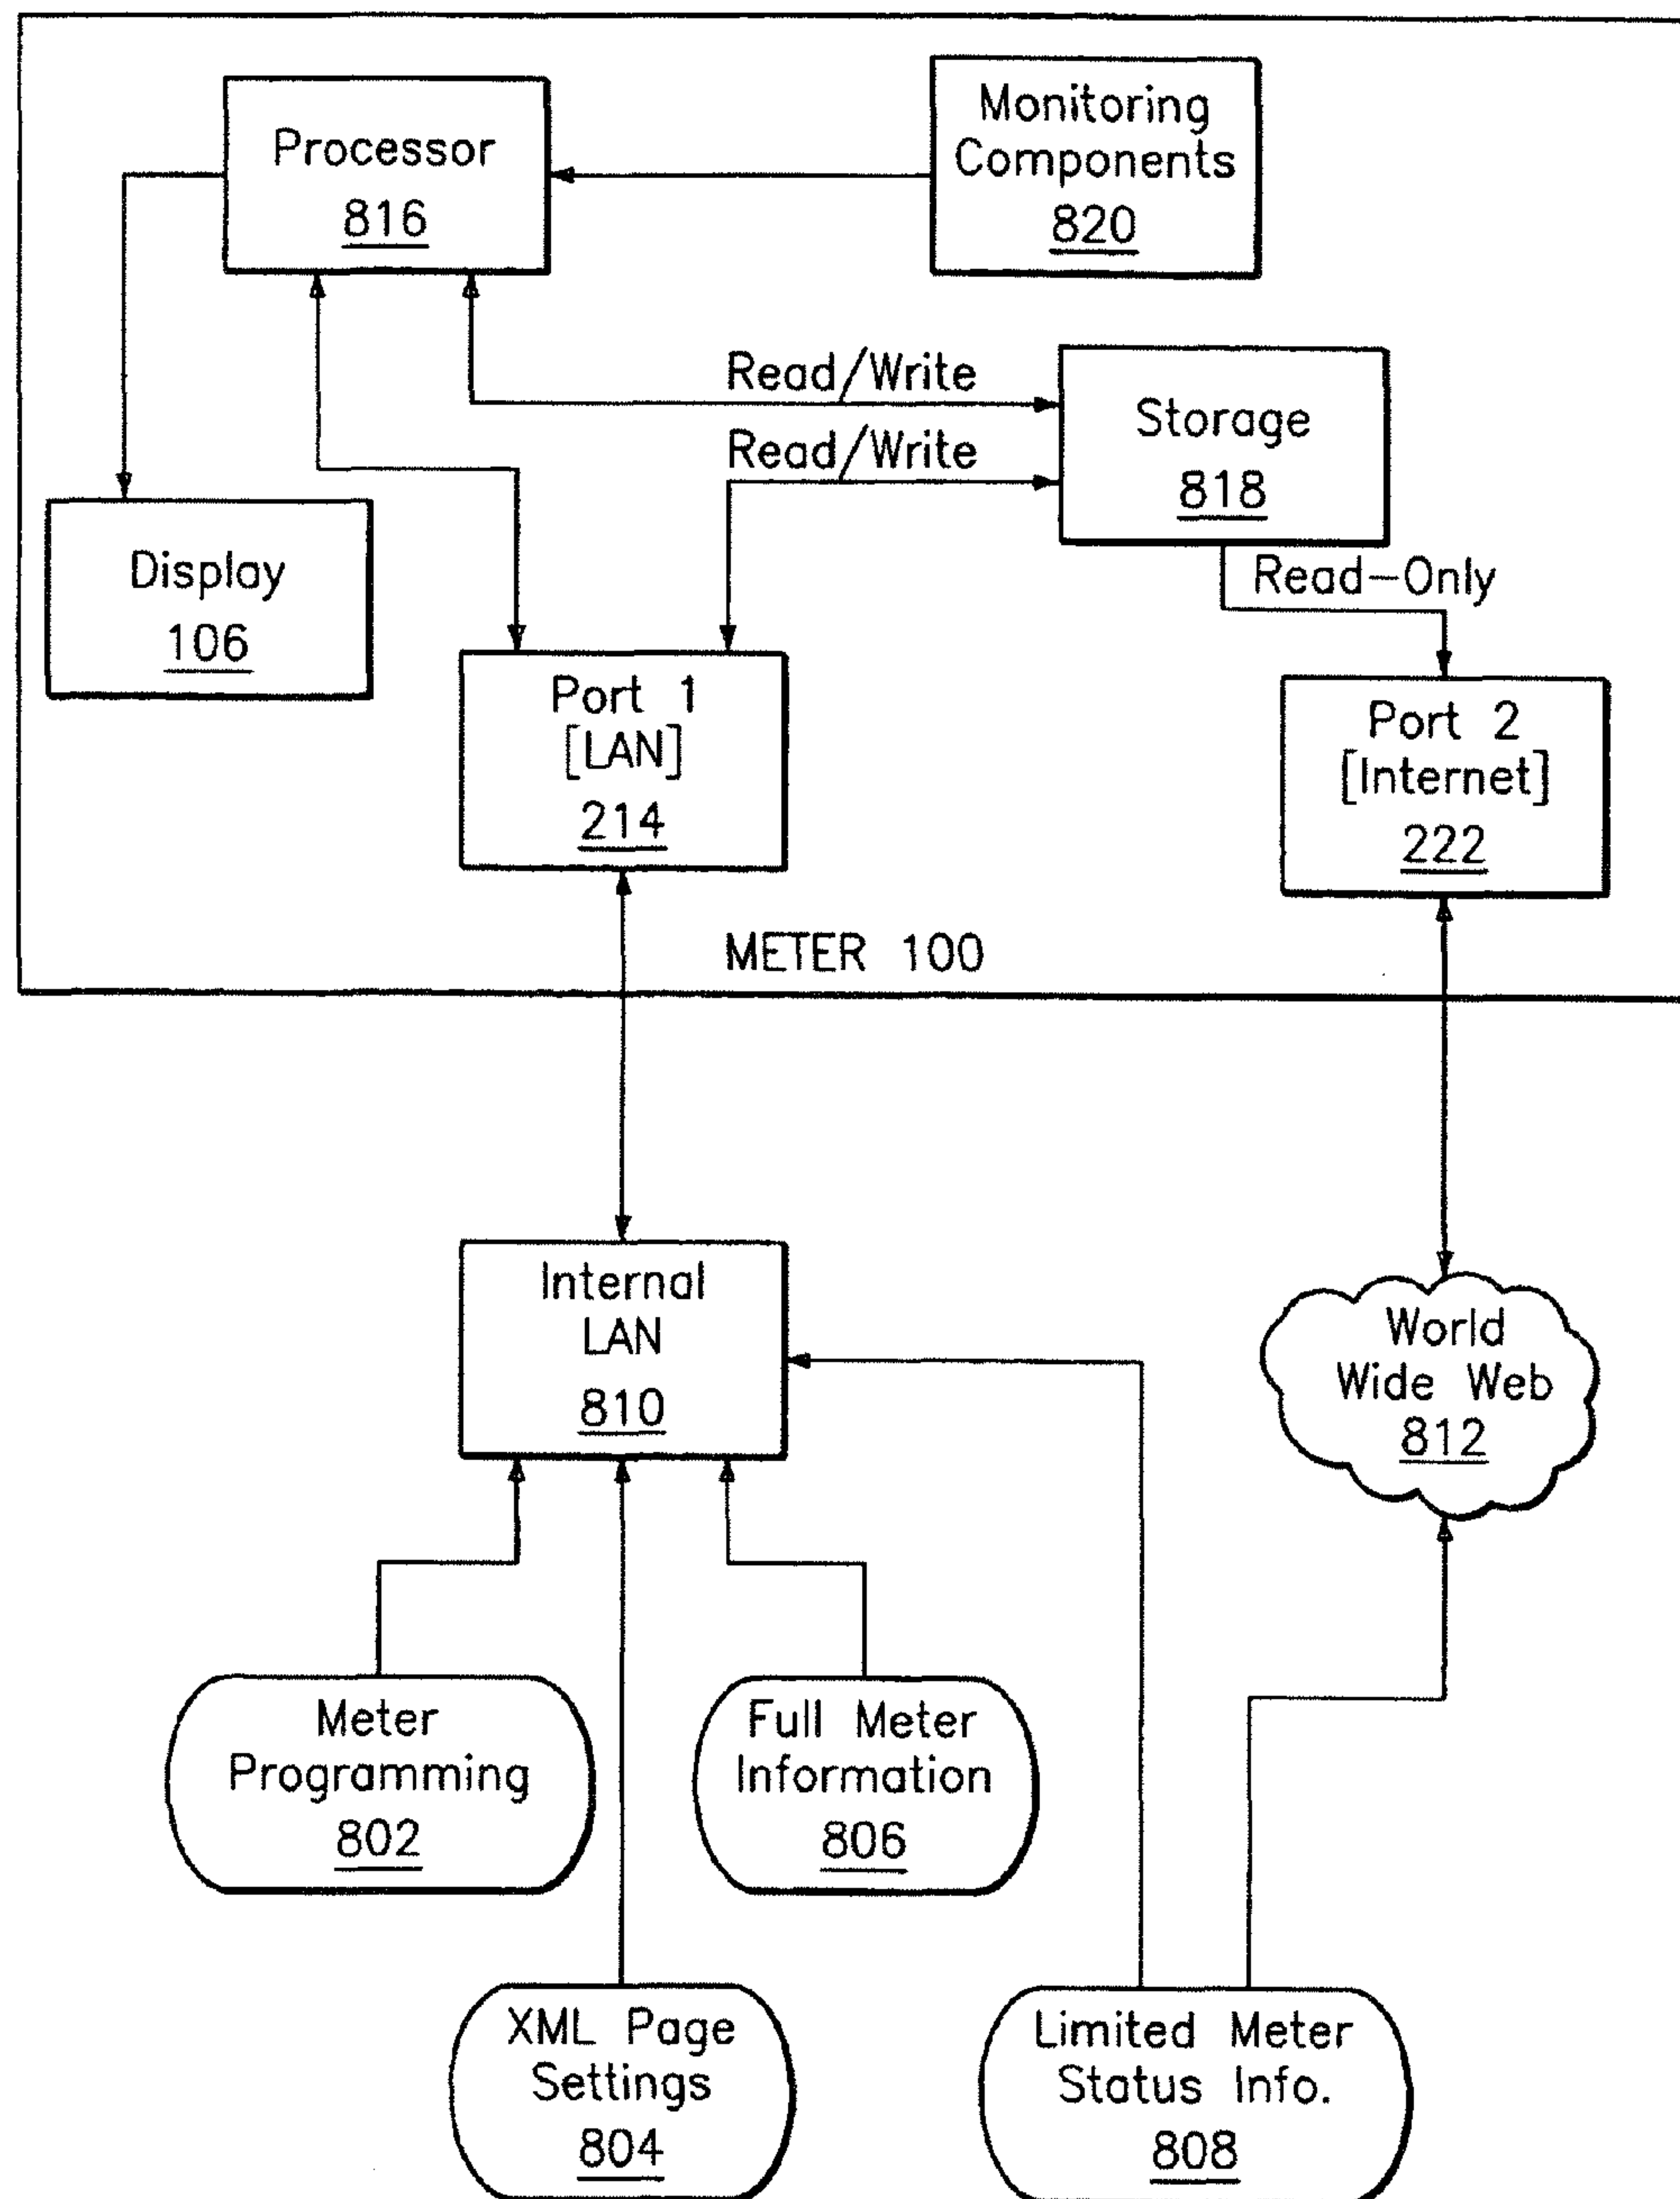 Processor
816
Monitoring
Components
820
Read/Write
Read/Write
Storage
818
Read-Only
Display
106
Port 1
[LAN]
214
Port 2
[Internet]
222
METER 100
Internal
LAN
810
World
Wide Web
812
Meter
Programming
802
Full Meter
Information
806
XML Page
Settings
804
Limited Meter
Status Info.
808